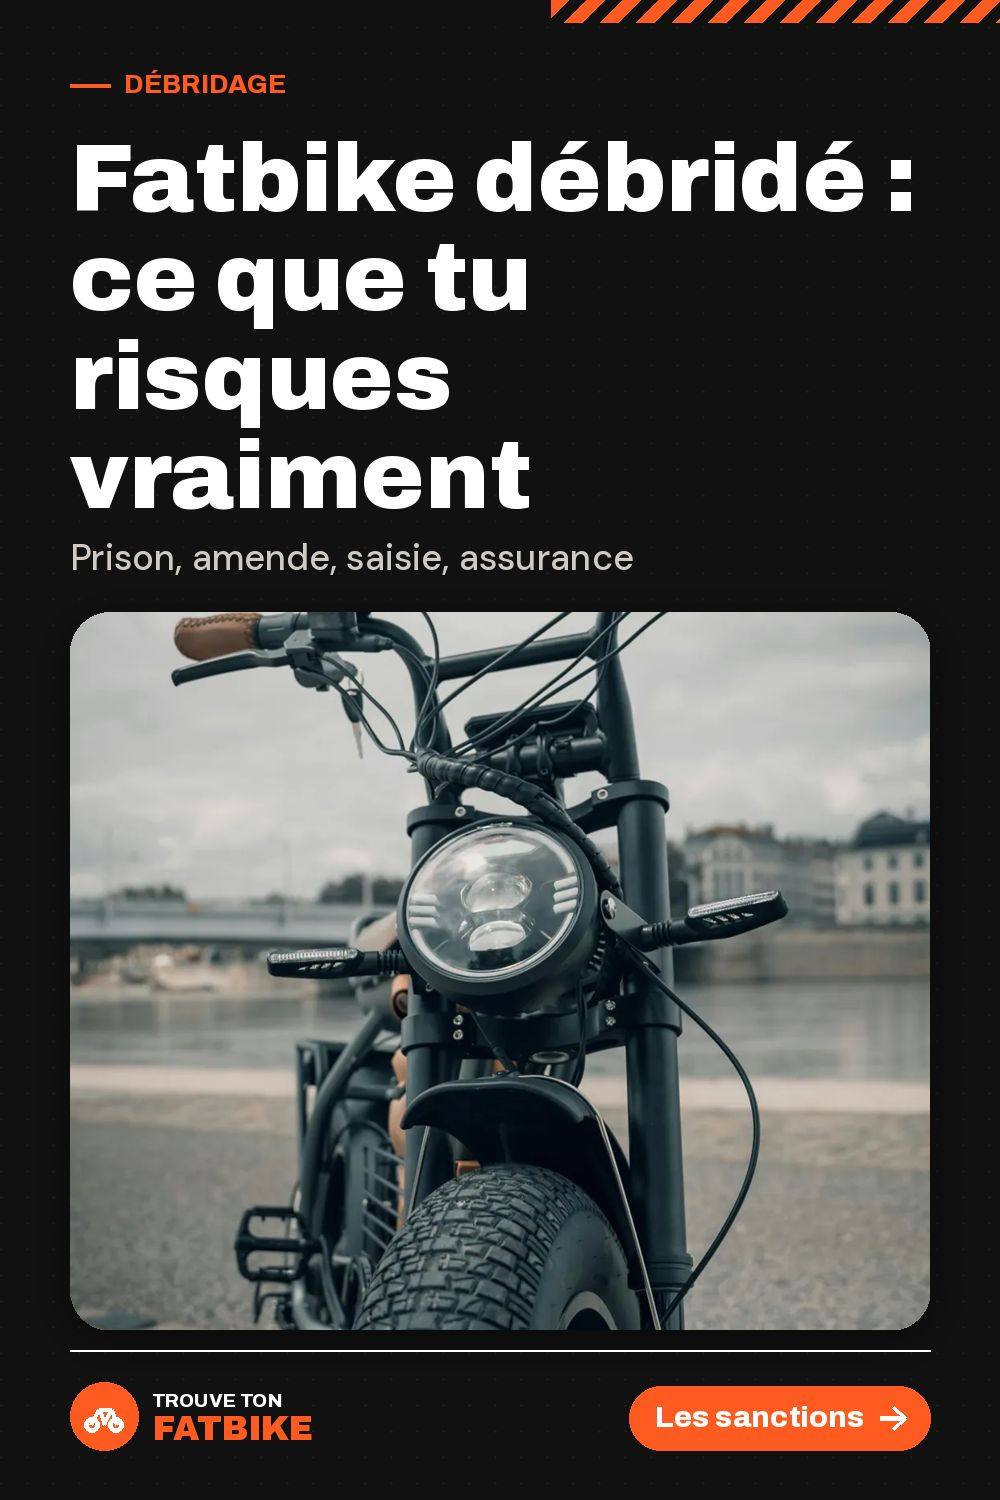 DÉBRIDAGE
Fatbike débridé :
ce que tu
risques
vraiment
Prison, amende, saisie, assurance
TROUVE TON
FATBIKE
Les sanctions →